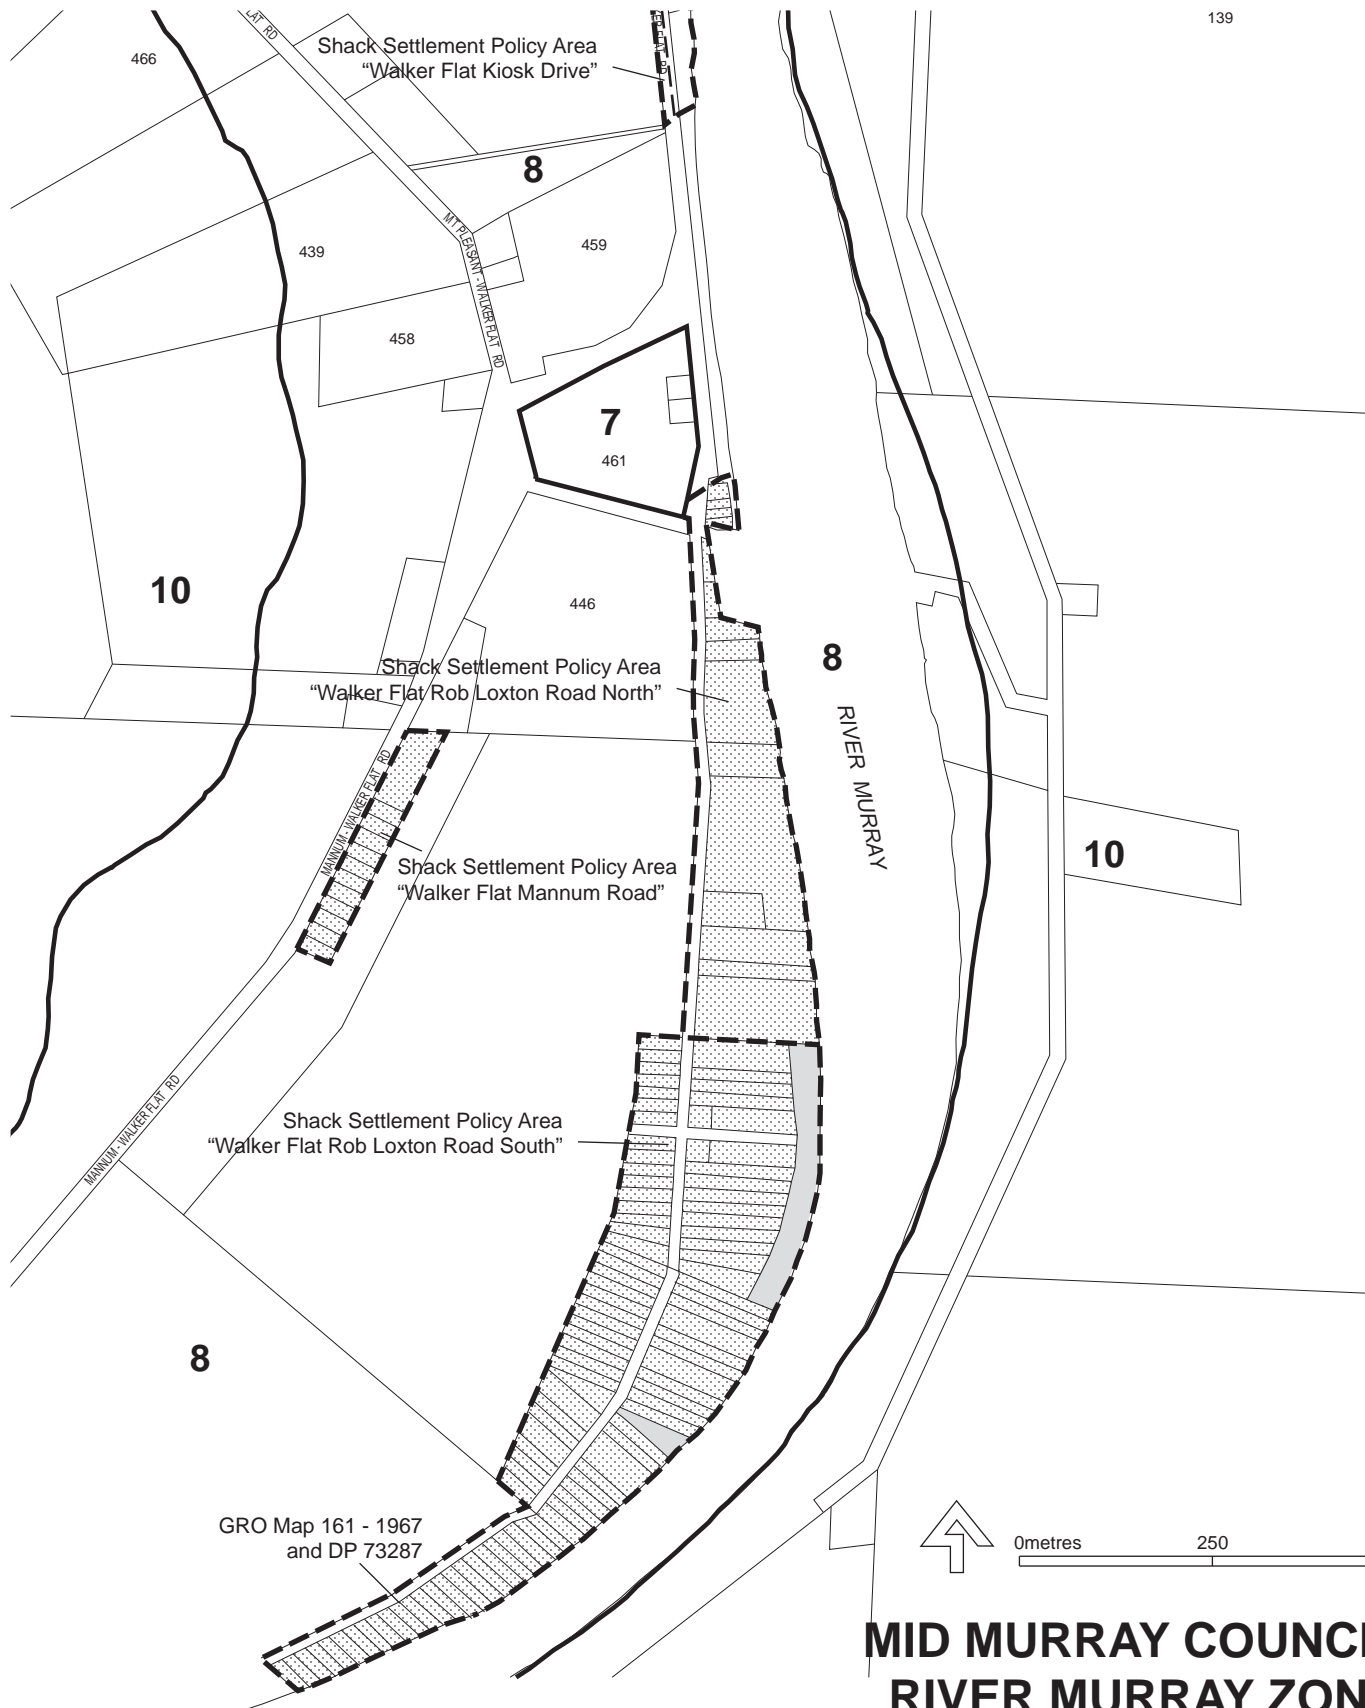 139
LAT RD
Shack Settlement Policy Area
“Walker Flat Kiosk Drive”
466
8
MT PLEASANT - WALKER FLAT RD
439
459
458
7
461
10
446
Shack Settlement Policy Area
“Walker Flat Rob Loxton Road North”
8
RIVER MURRAY
MANNUM - WALKER FLAT RD
Shack Settlement Policy Area
“Walker Flat Mannum Road”
10
MANNUM - WALKER FLAT RD
Shack Settlement Policy Area
“Walker Flat Rob Loxton Road South”
8
GRO Map 161 - 1967
and DP 73287
0metres 250
MID MURRAY COUNCI
RIVER MURRAY ZON